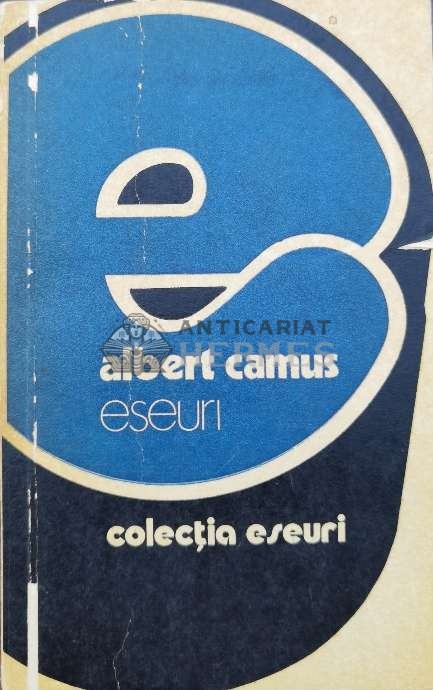 ANTICARIAT
HERMES
albert camus
eseuri
colecția eseuri